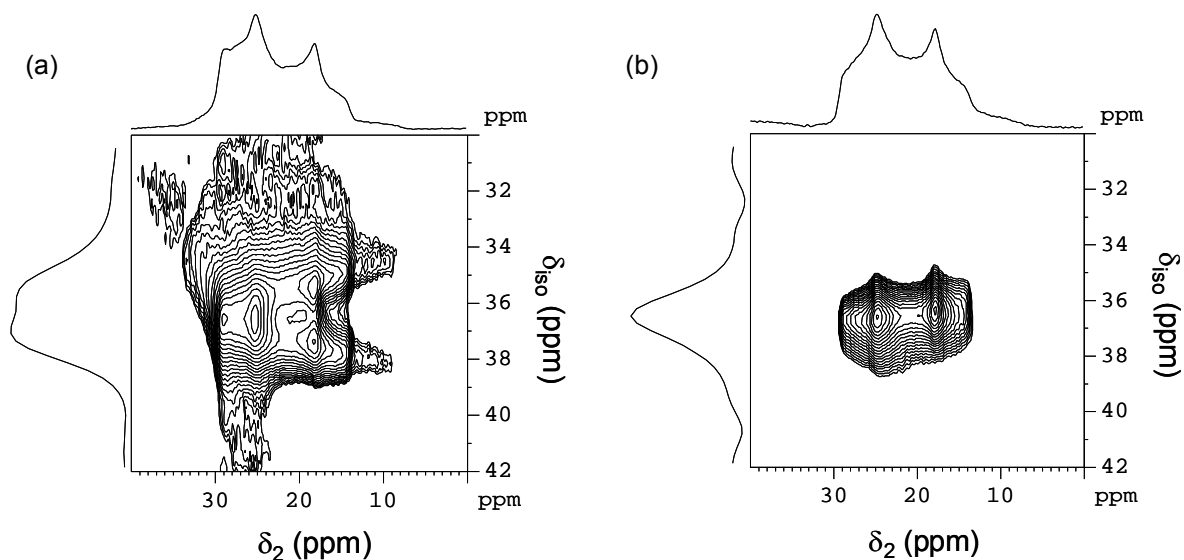 (a)
ppm
32
34
36
38
40
42
δiso (ppm)
30 20 10 ppm
δ2 (ppm)
(b)
ppm
32
34
36
38
40
42
δiso (ppm)
30 20 10 ppm
δ2 (ppm)